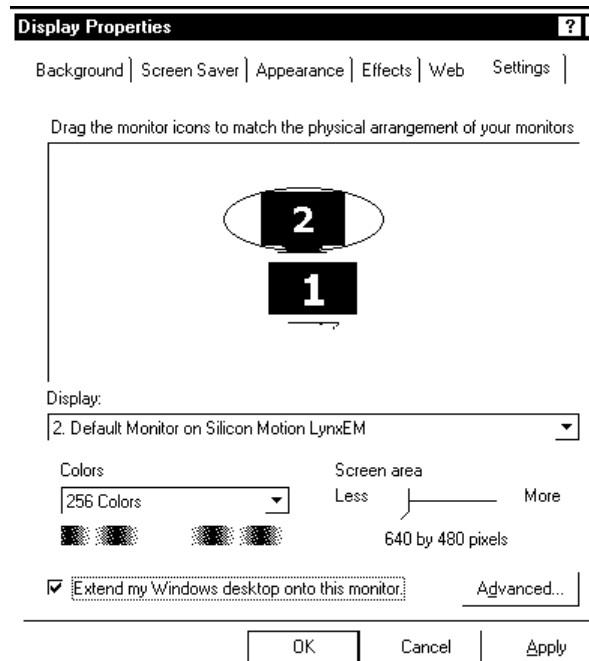 Display Properties ?
Background Screen Saver Appearance Effects Web Settings
Drag the monitor icons to match the physical arrangement of your monitors
2
1
Display:
2. Default Monitor on Silicon Motion LynxEM
Colors Screen area
256 Colors Less More
640 by 480 pixels
Extend my Windows desktop onto this monitor. Advanced...
OK Cancel Apply